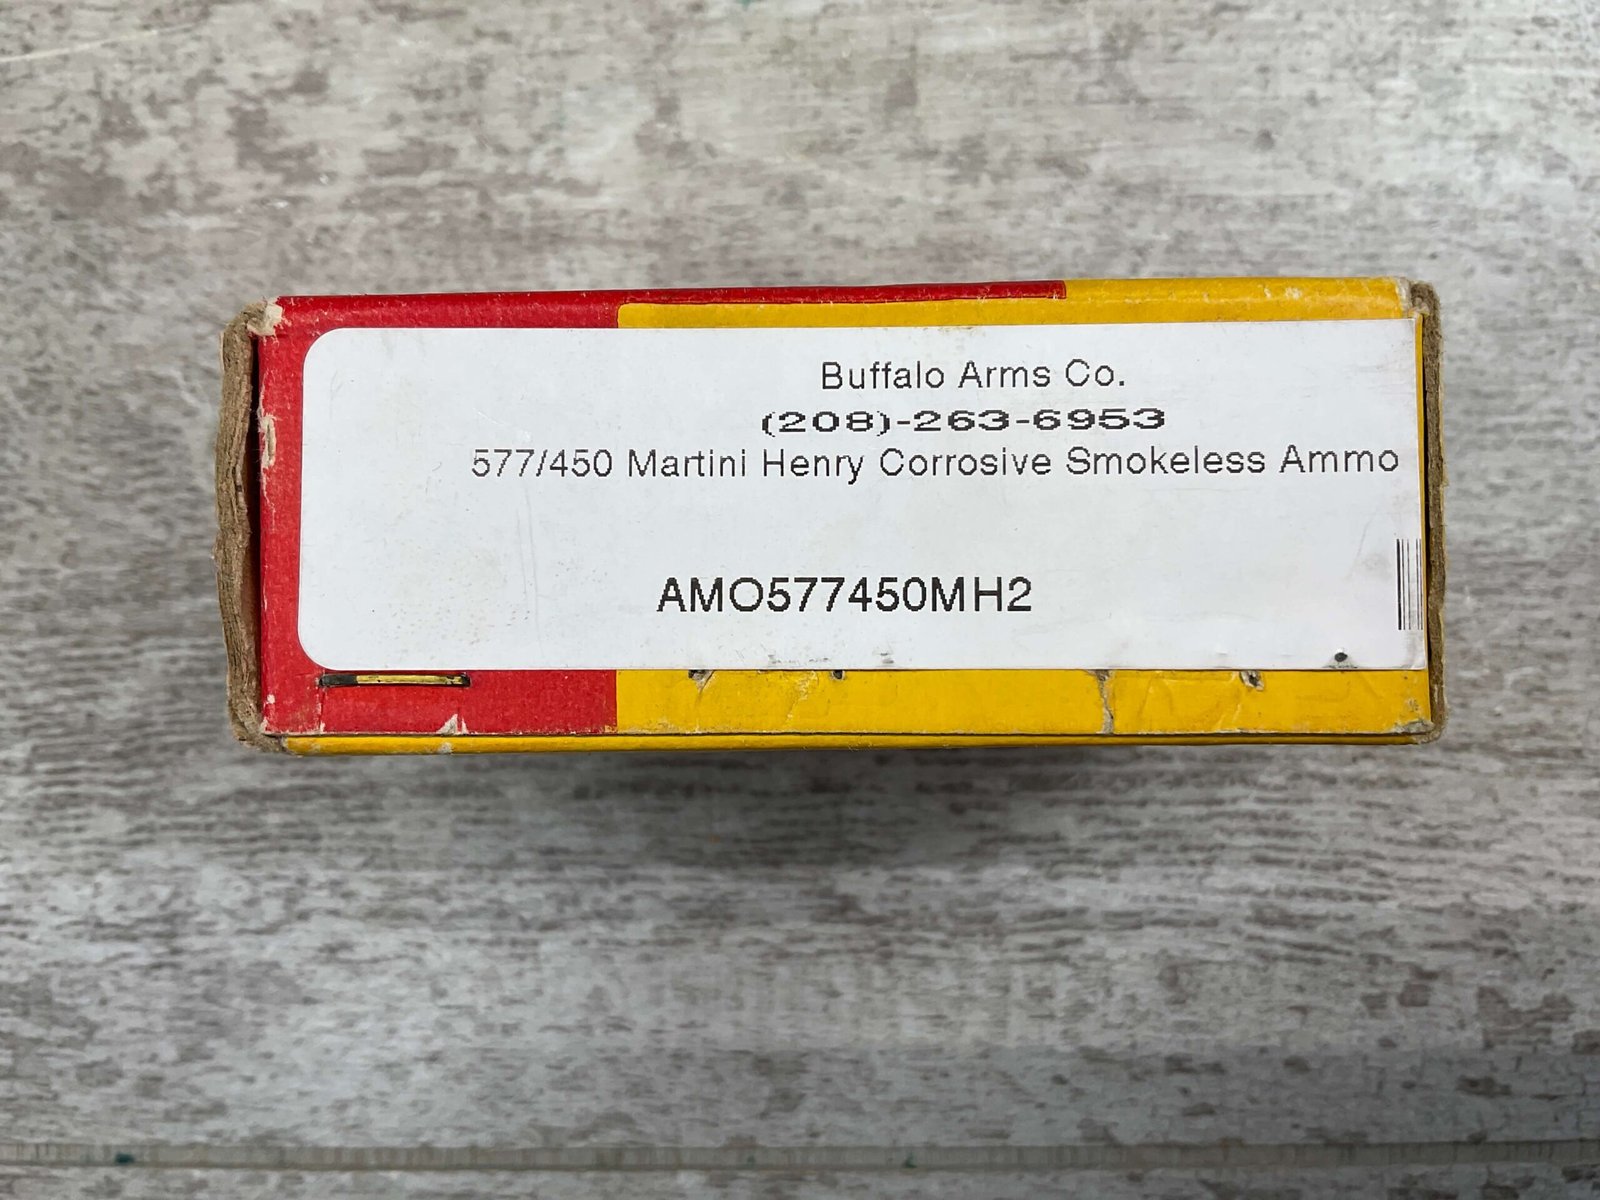 Buffalo Arms Co.
(208)-263-6953
577/450 Martini Henry Corrosive Smokeless Ammo
AMO577450MH2